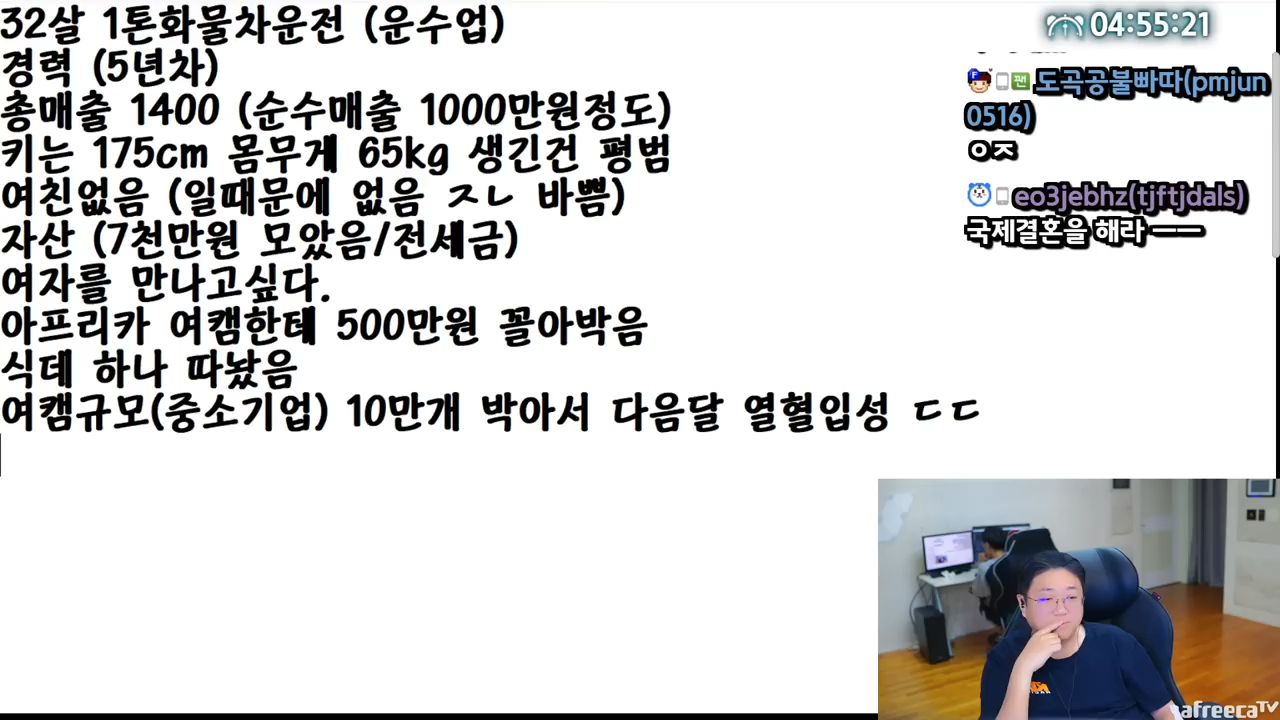 32살 1톤화물차운전 (운수업)
경력 (5년차)
총매출 1400 (순수매출 1000만원정도)
키는 175cm 몸무게 65kg 생긴건 평범
여친없음 (일때문에 없음 ㅈㄴ 바쁨)
자산 (7천만원 모았음/전세금)
여자를 만나고싶다.
아프리카 여캠한테 500만원 꼴아박음
식데 하나 따놨음
여캠규모(중소기업) 10만개 박아서 다음달 열혈입성 ㄷㄷ
04:55:21
F 팬 도곡공불빠따(pmjun
0516)
ㅇㅈ
eo3jebhz(tjftjdals)
국제결혼을 해라 ㅡㅡ
afreecaTV